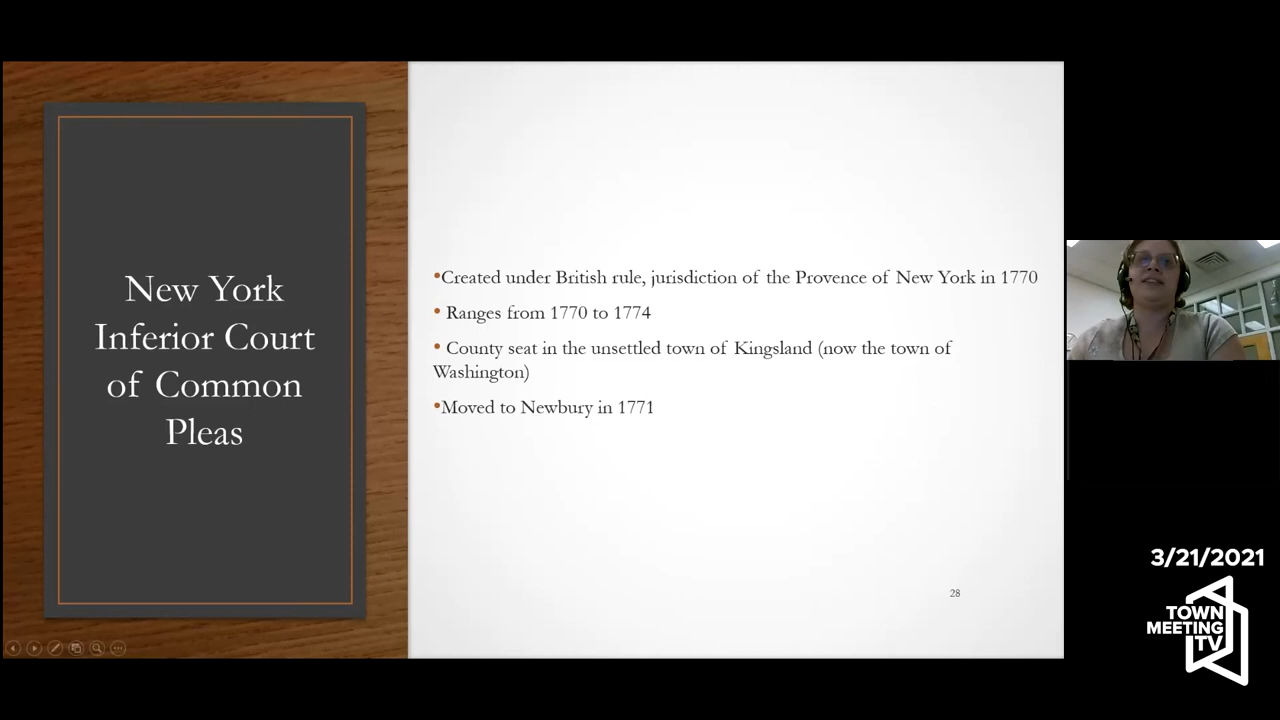 New York
Inferior Court
of Common
Pleas
•Created under British rule, jurisdiction of the Provence of New York in 1770
• Ranges from 1770 to 1774
• County seat in the unsettled town of Kingsland (now the town of
Washington)
•Moved to Newbury in 1771
28
3/21/2021
TOWN
MEETING
TV